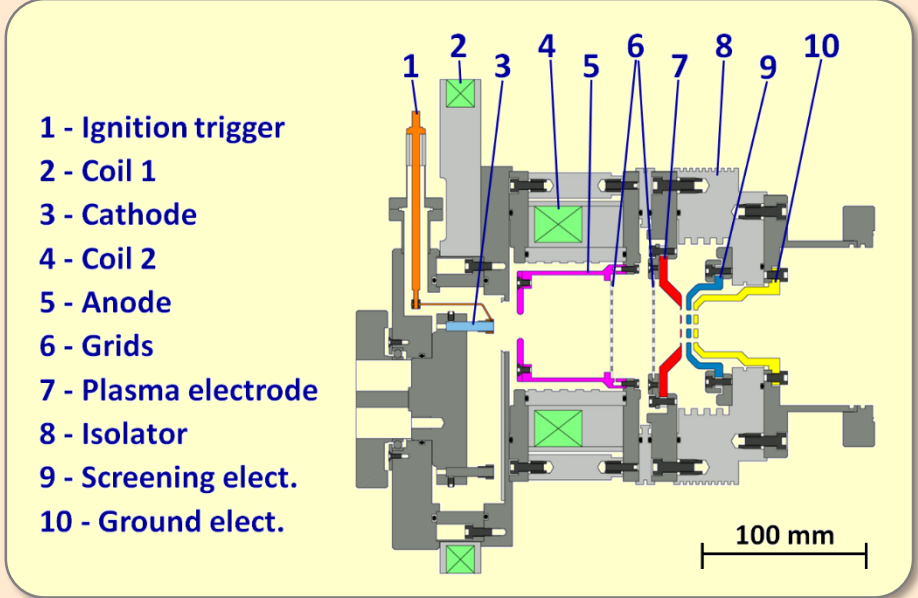 1 2 3 4 5 6 7 8 9 10
1 - Ignition trigger
2 - Coil 1
3 - Cathode
4 - Coil 2
5 - Anode
6 - Grids
7 - Plasma electrode
8 - Isolator
9 - Screening elect.
10 - Ground elect.
100 mm